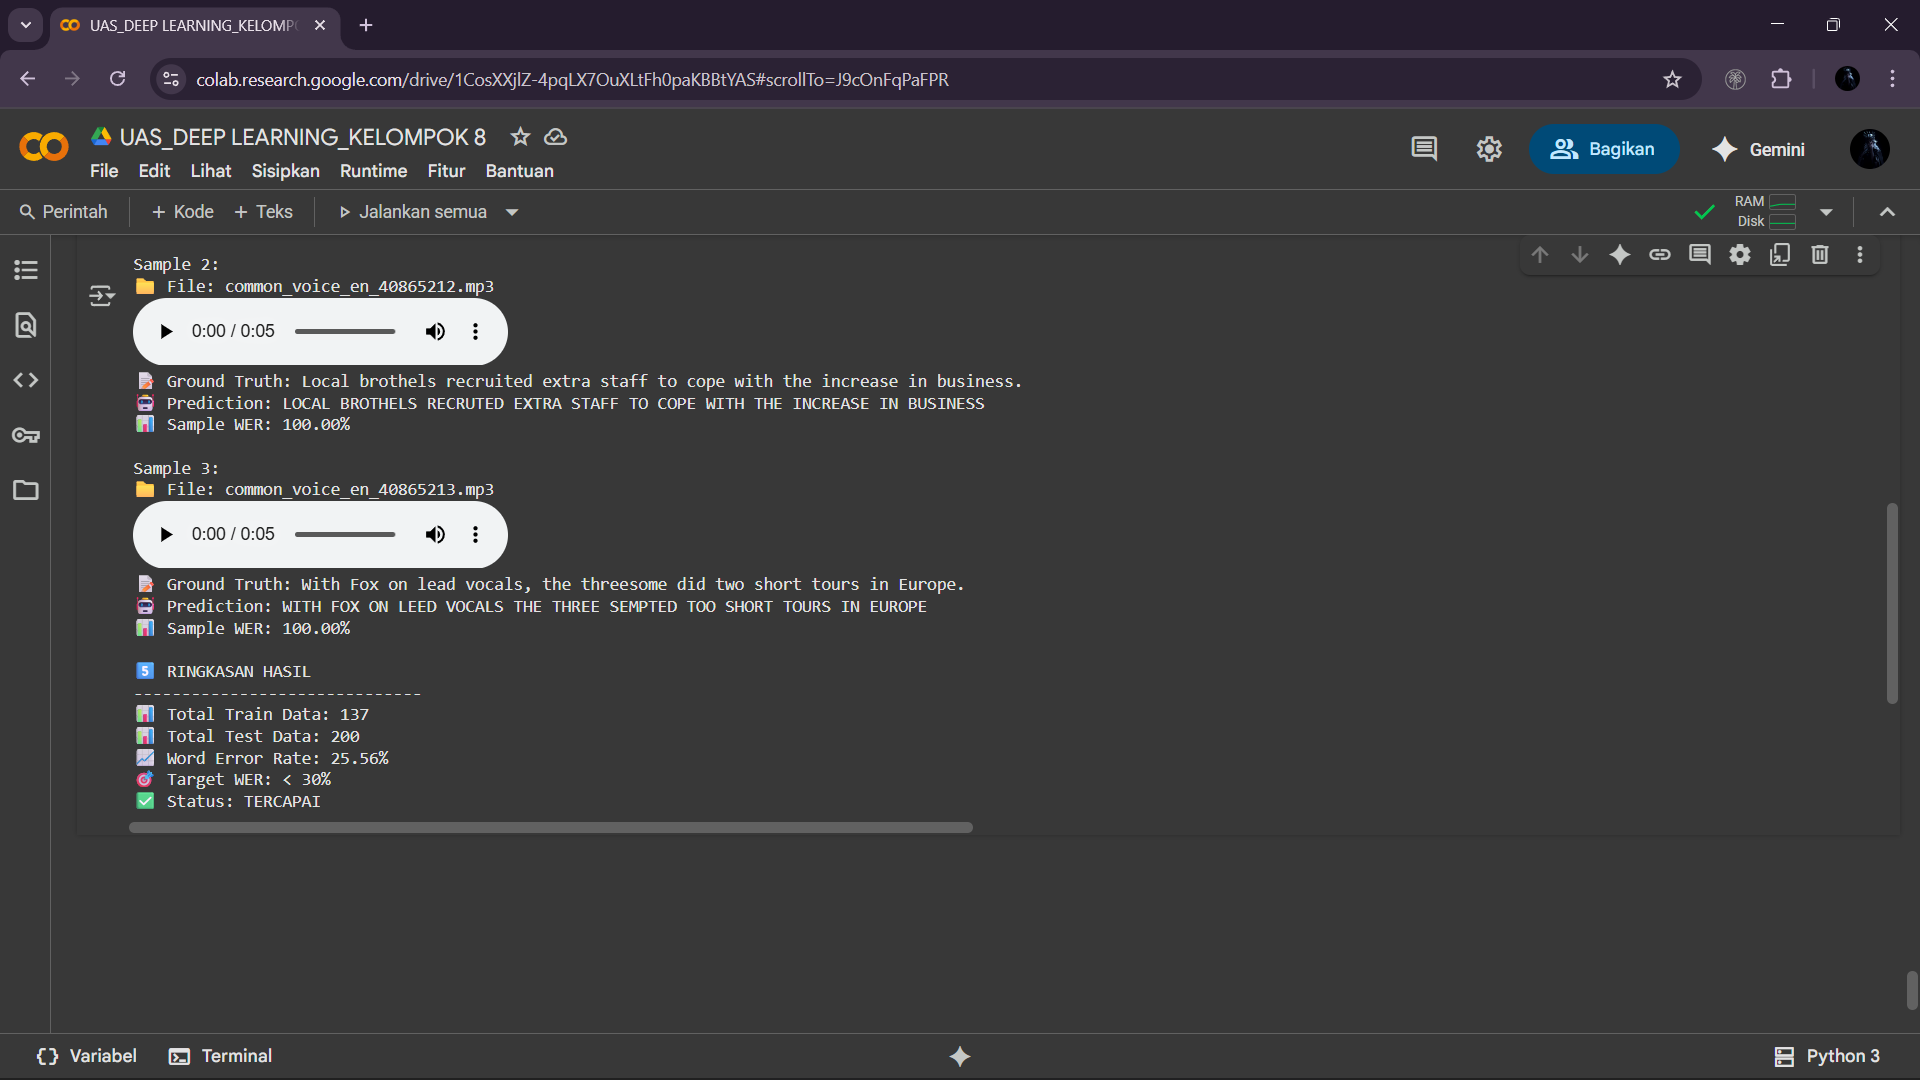 UAS_DEEP LEARNING_KELOMP
colab.research.google.com/drive/1CosXXjlZ-4pqLX7OuXLtFh0paKBBtYAS#scrollTo=J9cOnFqPaFPR
UAS_DEEP LEARNING_KELOMPOK 8
File Edit Lihat Sisipkan Runtime Fitur Bantuan
Bagikan
Gemini
Perintah + Kode + Teks Jalankan semua
RAM
Disk
Sample 2:
File: common_voice_en_40865212.mp3
0:00 / 0:05
Ground Truth: Local brothels recruited extra staff to cope with the increase in business.
Prediction: LOCAL BROTHELS RECRUTED EXTRA STAFF TO COPE WITH THE INCREASE IN BUSINESS
Sample WER: 100.00%
Sample 3:
File: common_voice_en_40865213.mp3
0:00 / 0:05
Ground Truth: With Fox on lead vocals, the threesome did two short tours in Europe.
Prediction: WITH FOX ON LEED VOCALS THE THREE SEMPTED TOO SHORT TOURS IN EUROPE
Sample WER: 100.00%
5 RINGKASAN HASIL
------------------------------
Total Train Data: 137
Total Test Data: 200
Word Error Rate: 25.56%
Target WER: < 30%
Status: TERCAPAI
Variabel Terminal
Python 3